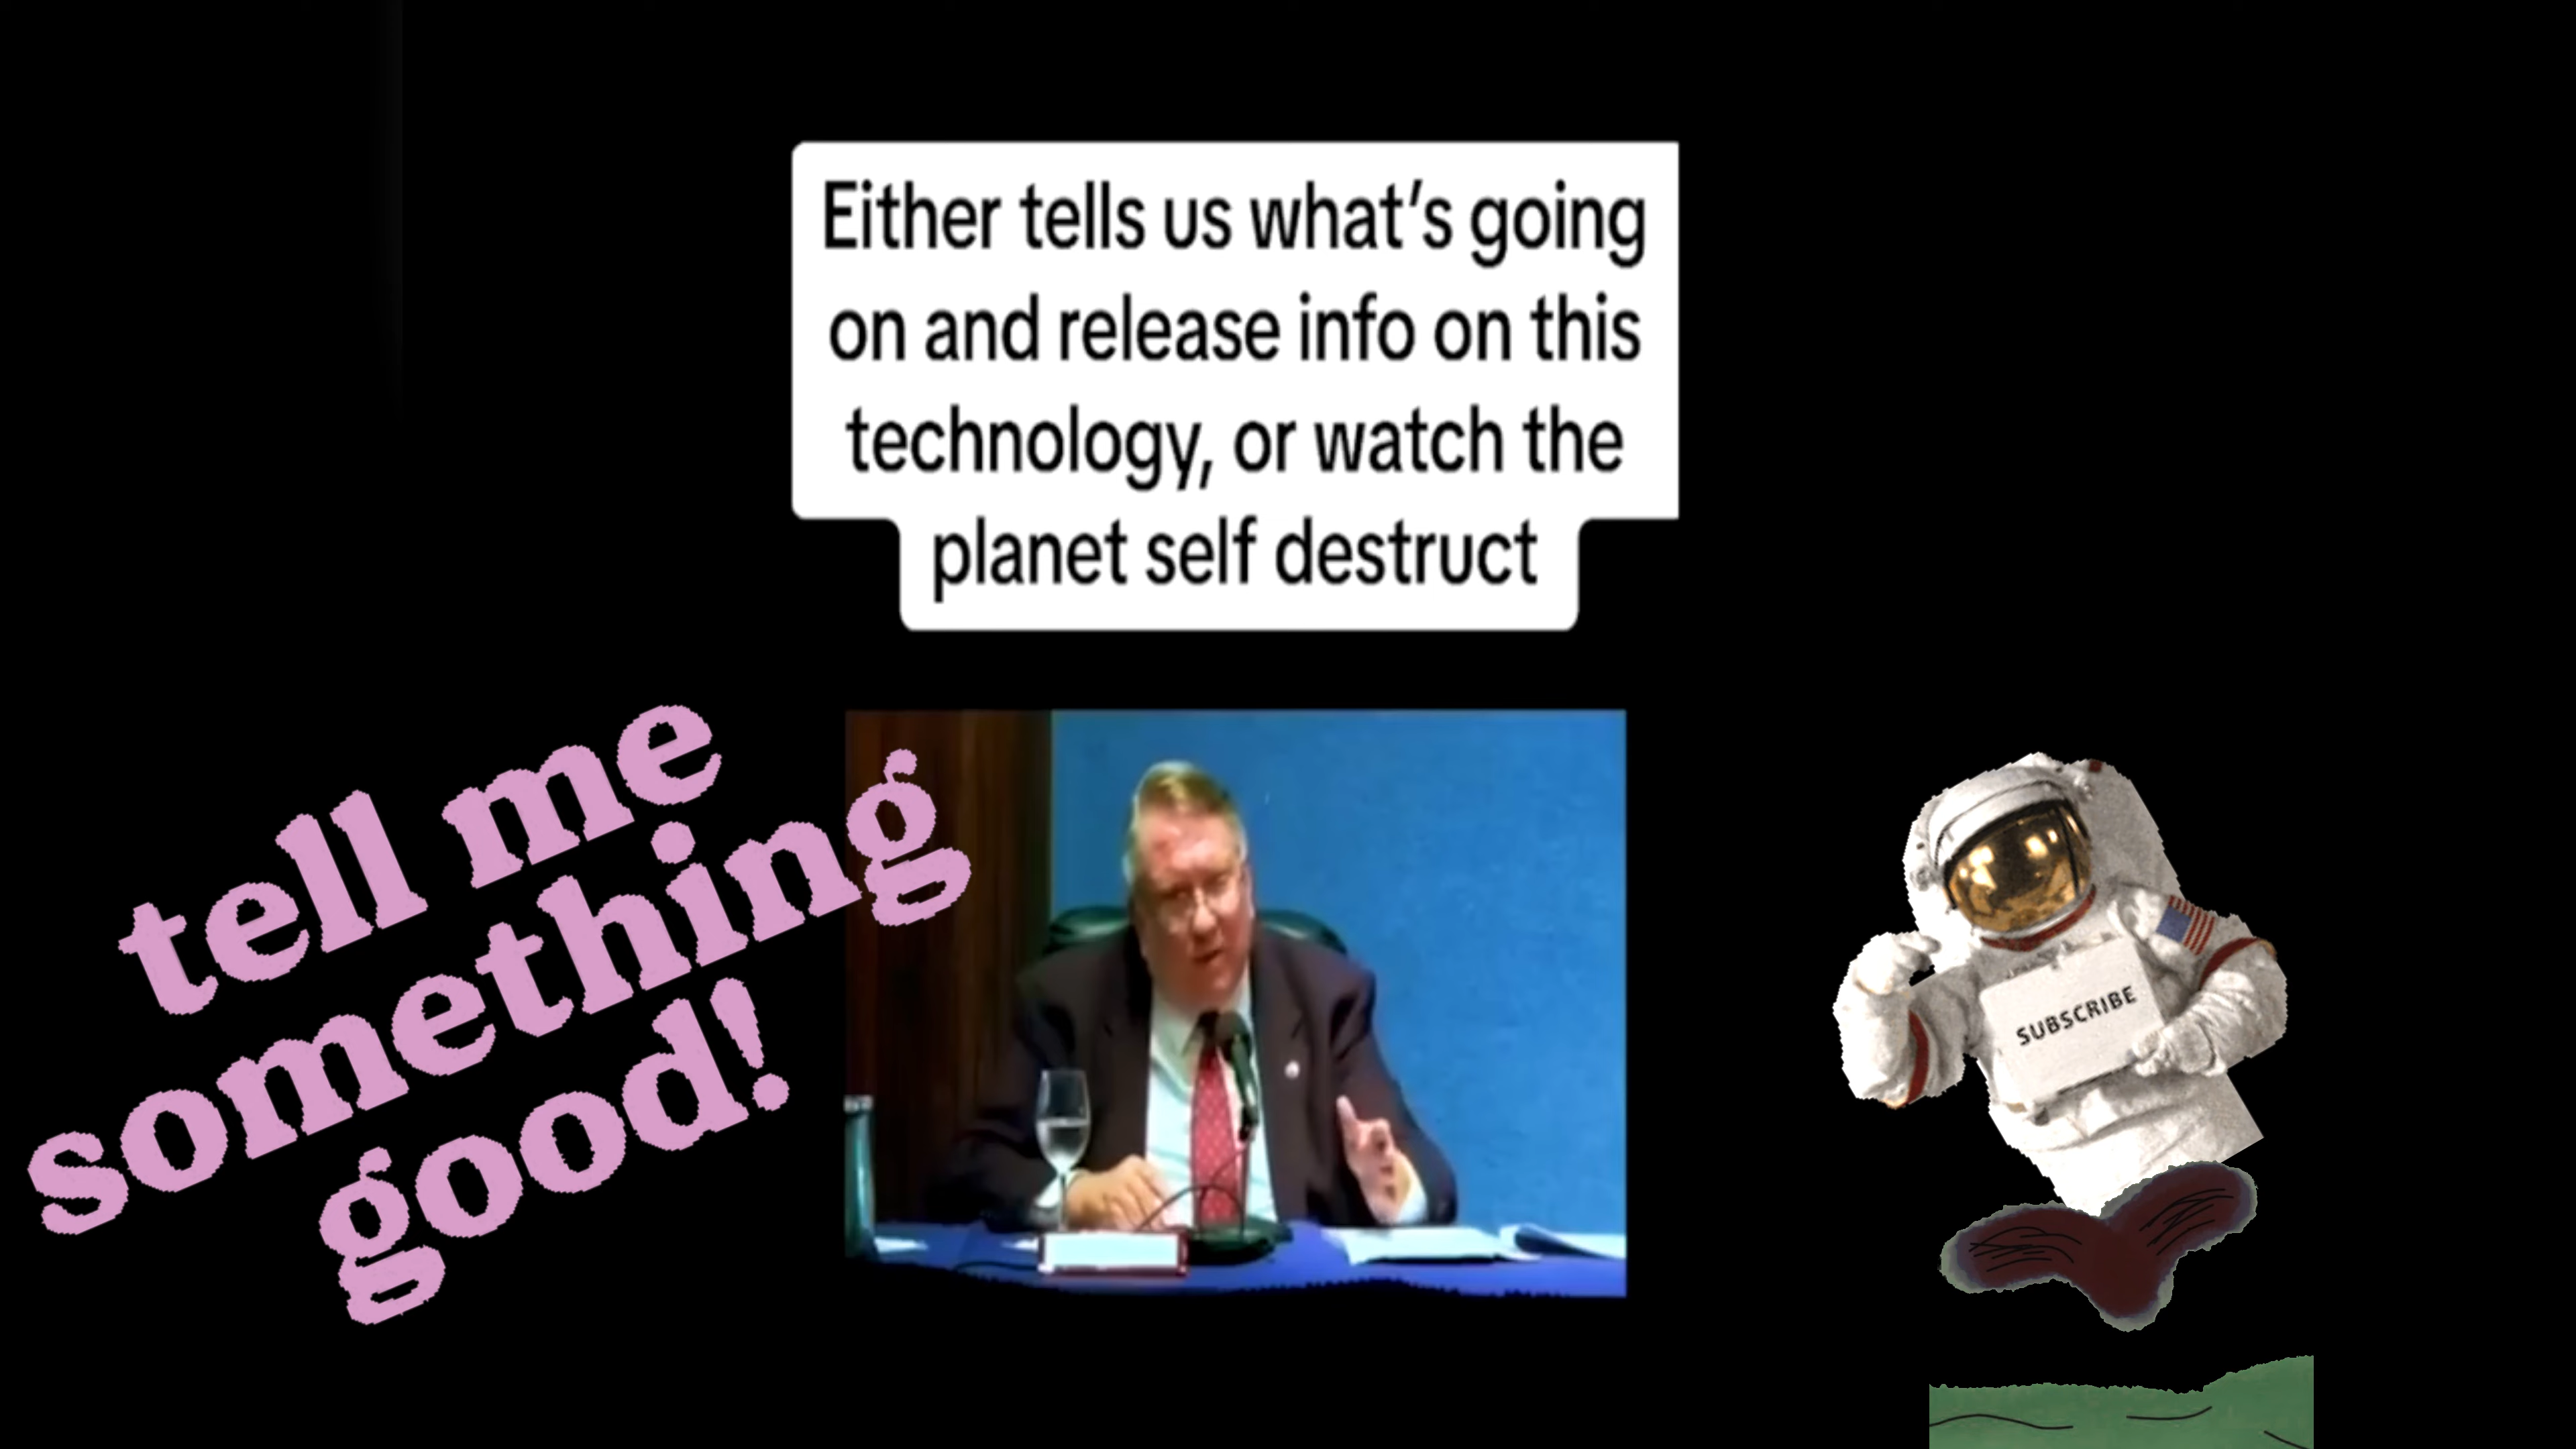 Either tells us what's going
on and release info on this
technology, or watch the
planet self destruct
tell me
something
good!
SUBSCRIBE